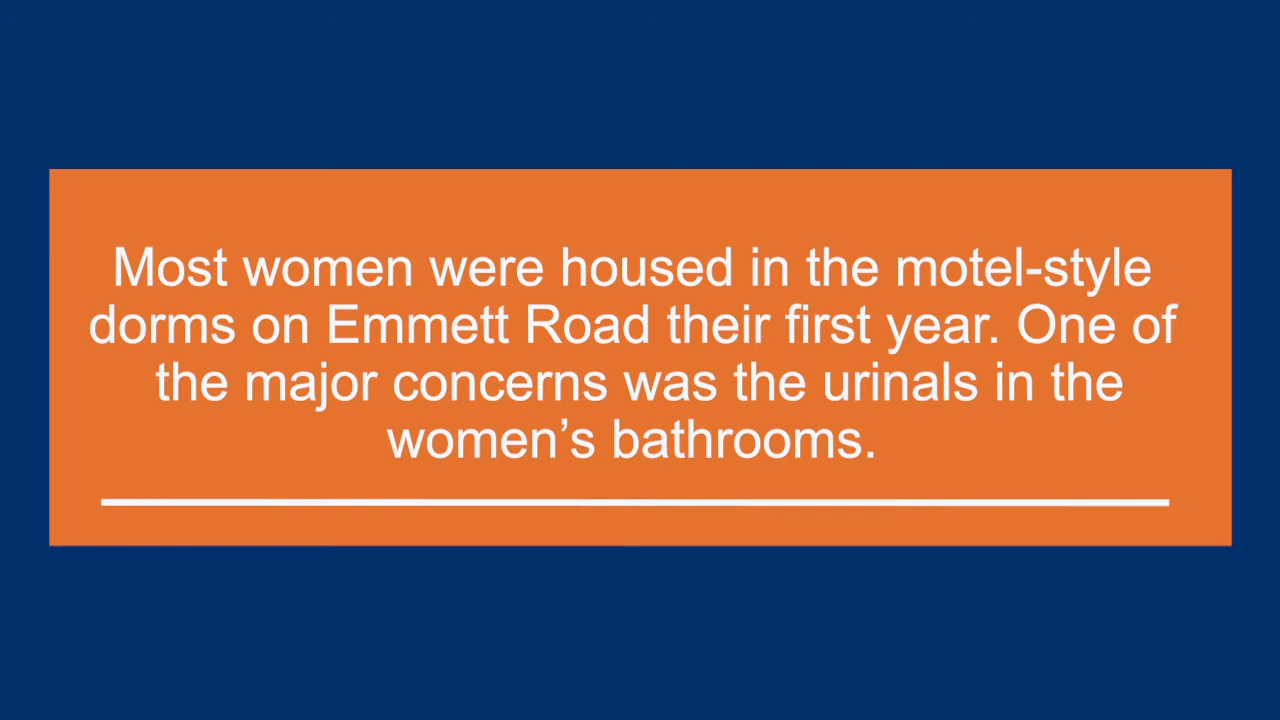 Most women were housed in the motel-style
dorms on Emmett Road their first year. One of
the major concerns was the urinals in the
women’s bathrooms.